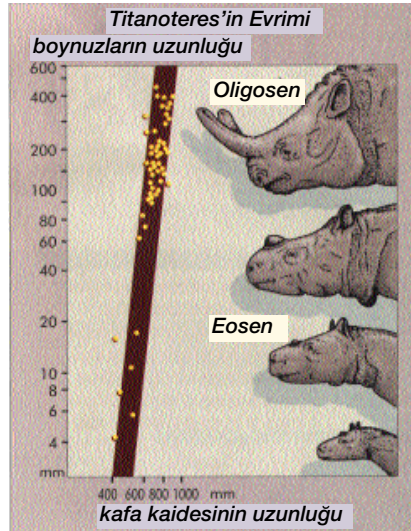 Titanoteres'in Evrimi
boynuzların uzunluğu
600
400
200
100
80
60
40
20
10
8
6
4
mm
Oligosen
Eosen
400 600 800 1000 mm
kafa kaidesinin uzunluğu